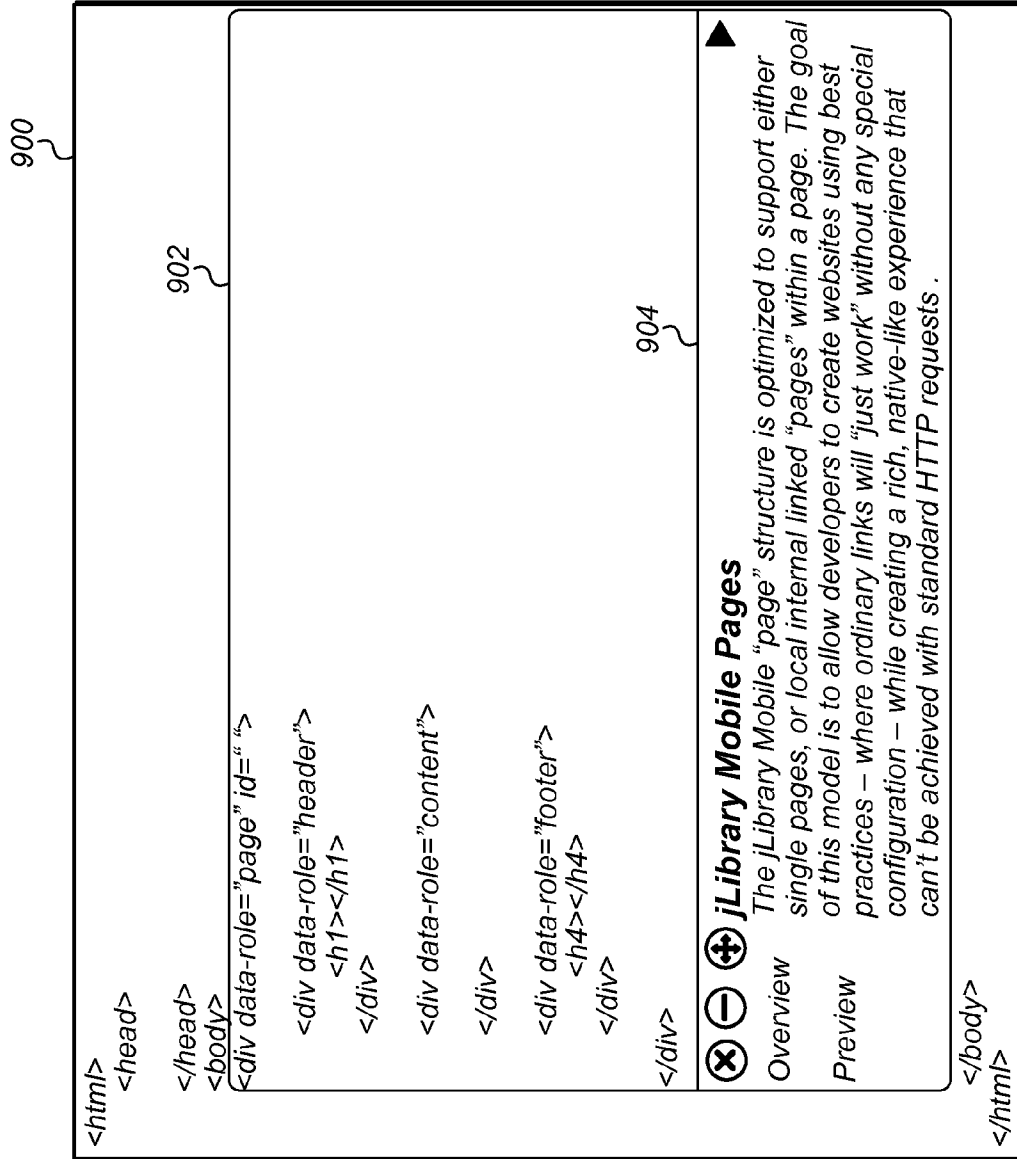 900
<html>
<head>
</head>
<body>
902
<div data-role=”page” id=“ “>
<div data-role=”header”>
<h1></h1>
</div>
<div data-role=”content”>
</div>
<div data-role=”footer”>
<h4></h4>
</div>
</div>
904
jLibrary Mobile Pages
Overview
Preview
The jLibrary Mobile “page” structure is optimized to support either
single pages, or local internal linked “pages” within a page. The goal
of this model is to allow developers to create websites using best
practices – where ordinary links will “just work” without any special
configuration – while creating a rich, native-like experience that
can't be achieved with standard HTTP requests .
</body>
</html>